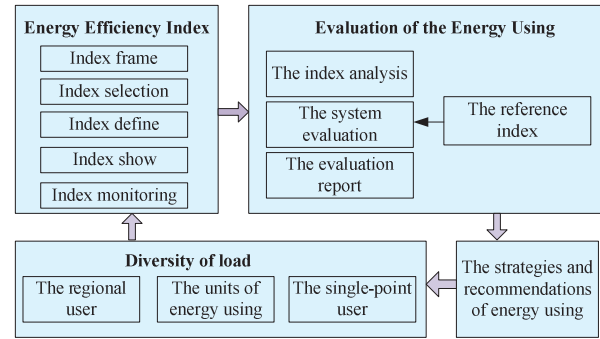 Energy Efficiency Index
Index frame
Index selection
Index define
Index show
Index monitoring
Evaluation of the Energy Using
The index analysis
The system
evaluation
The evaluation
report
The reference
index
Diversity of load
The regional
user
The units of
energy using
The single-point
user
The strategies and
recommendations
of energy using